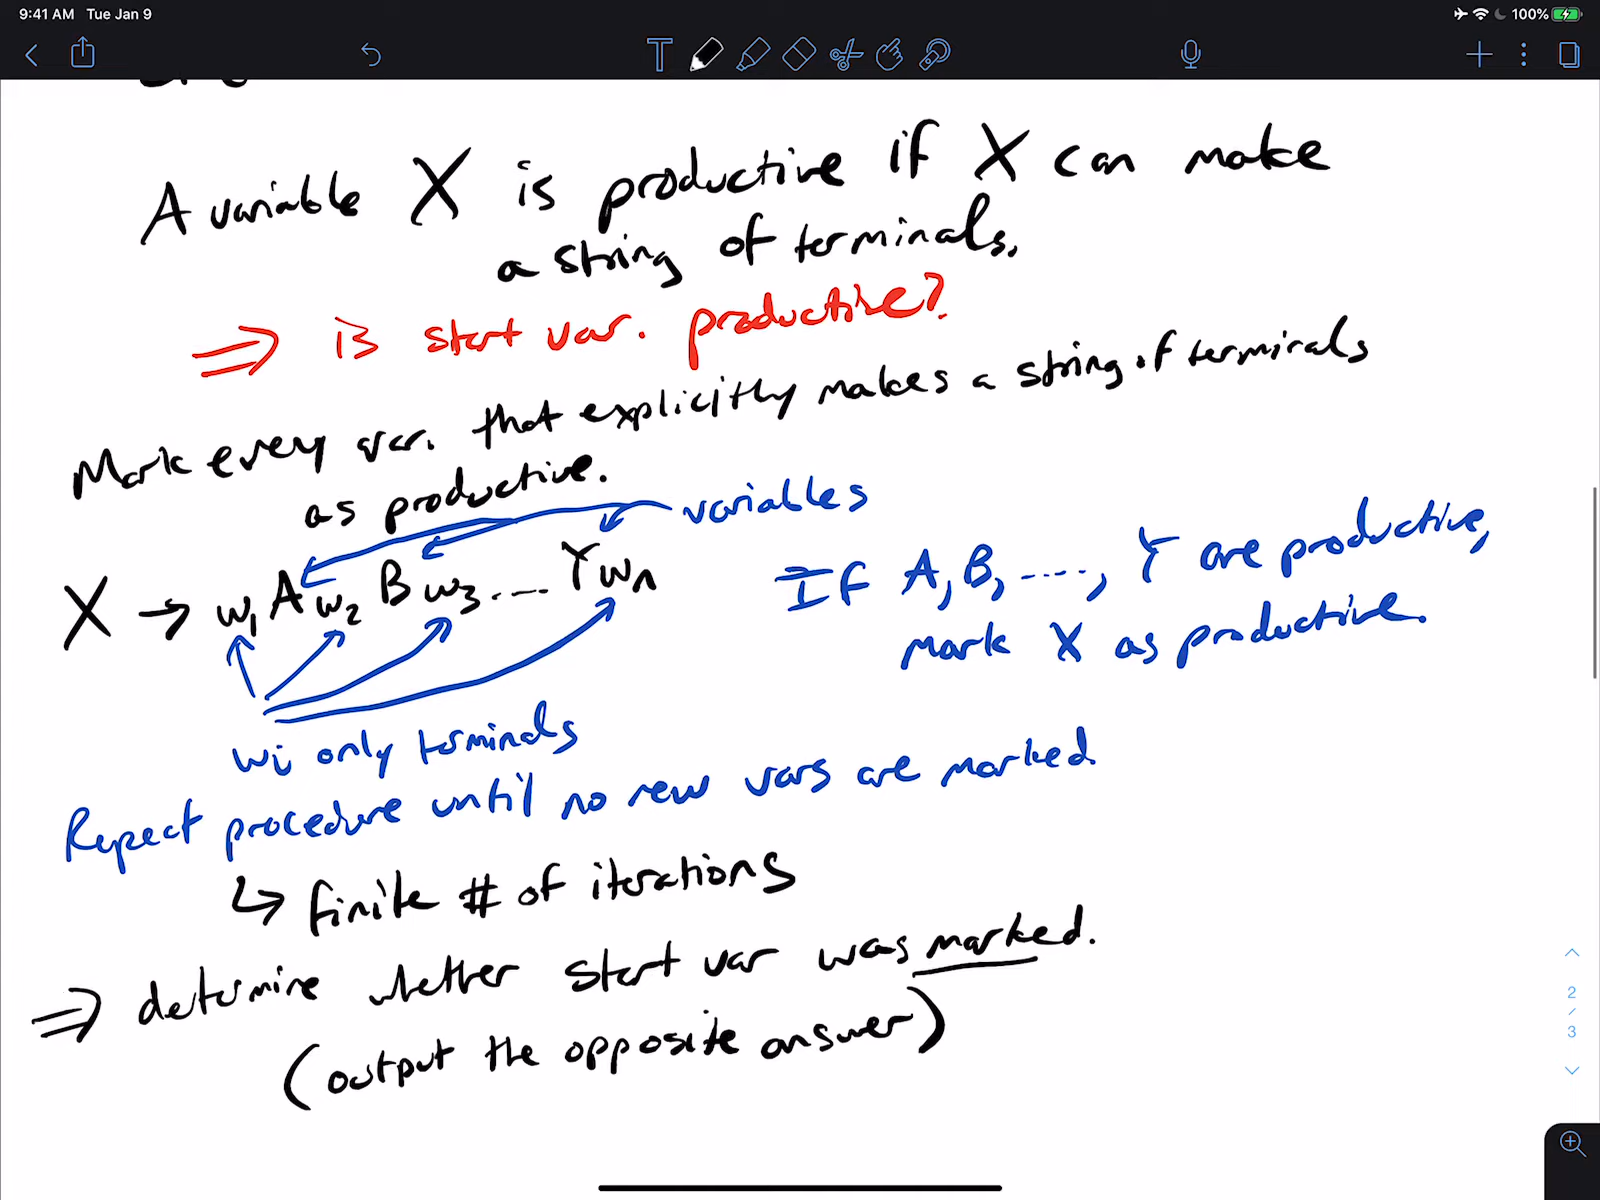 9:41 AM Tue Jan 9
100%
A variable X is productive if X can make
a string of terminals.
⇒ is start var. productive?
Mark every var. that explicitly makes a string of terminals
as productive.
variables
X → w1 A w2 B w3 .... Y wn
If A, B, ...., Y are productive,
mark X as productive.
wi only terminals
Repeat procedure until no new vars are marked.
↳ finite # of iterations
⇒ determine whether start var was marked.
(output the opposite answer)
2
3